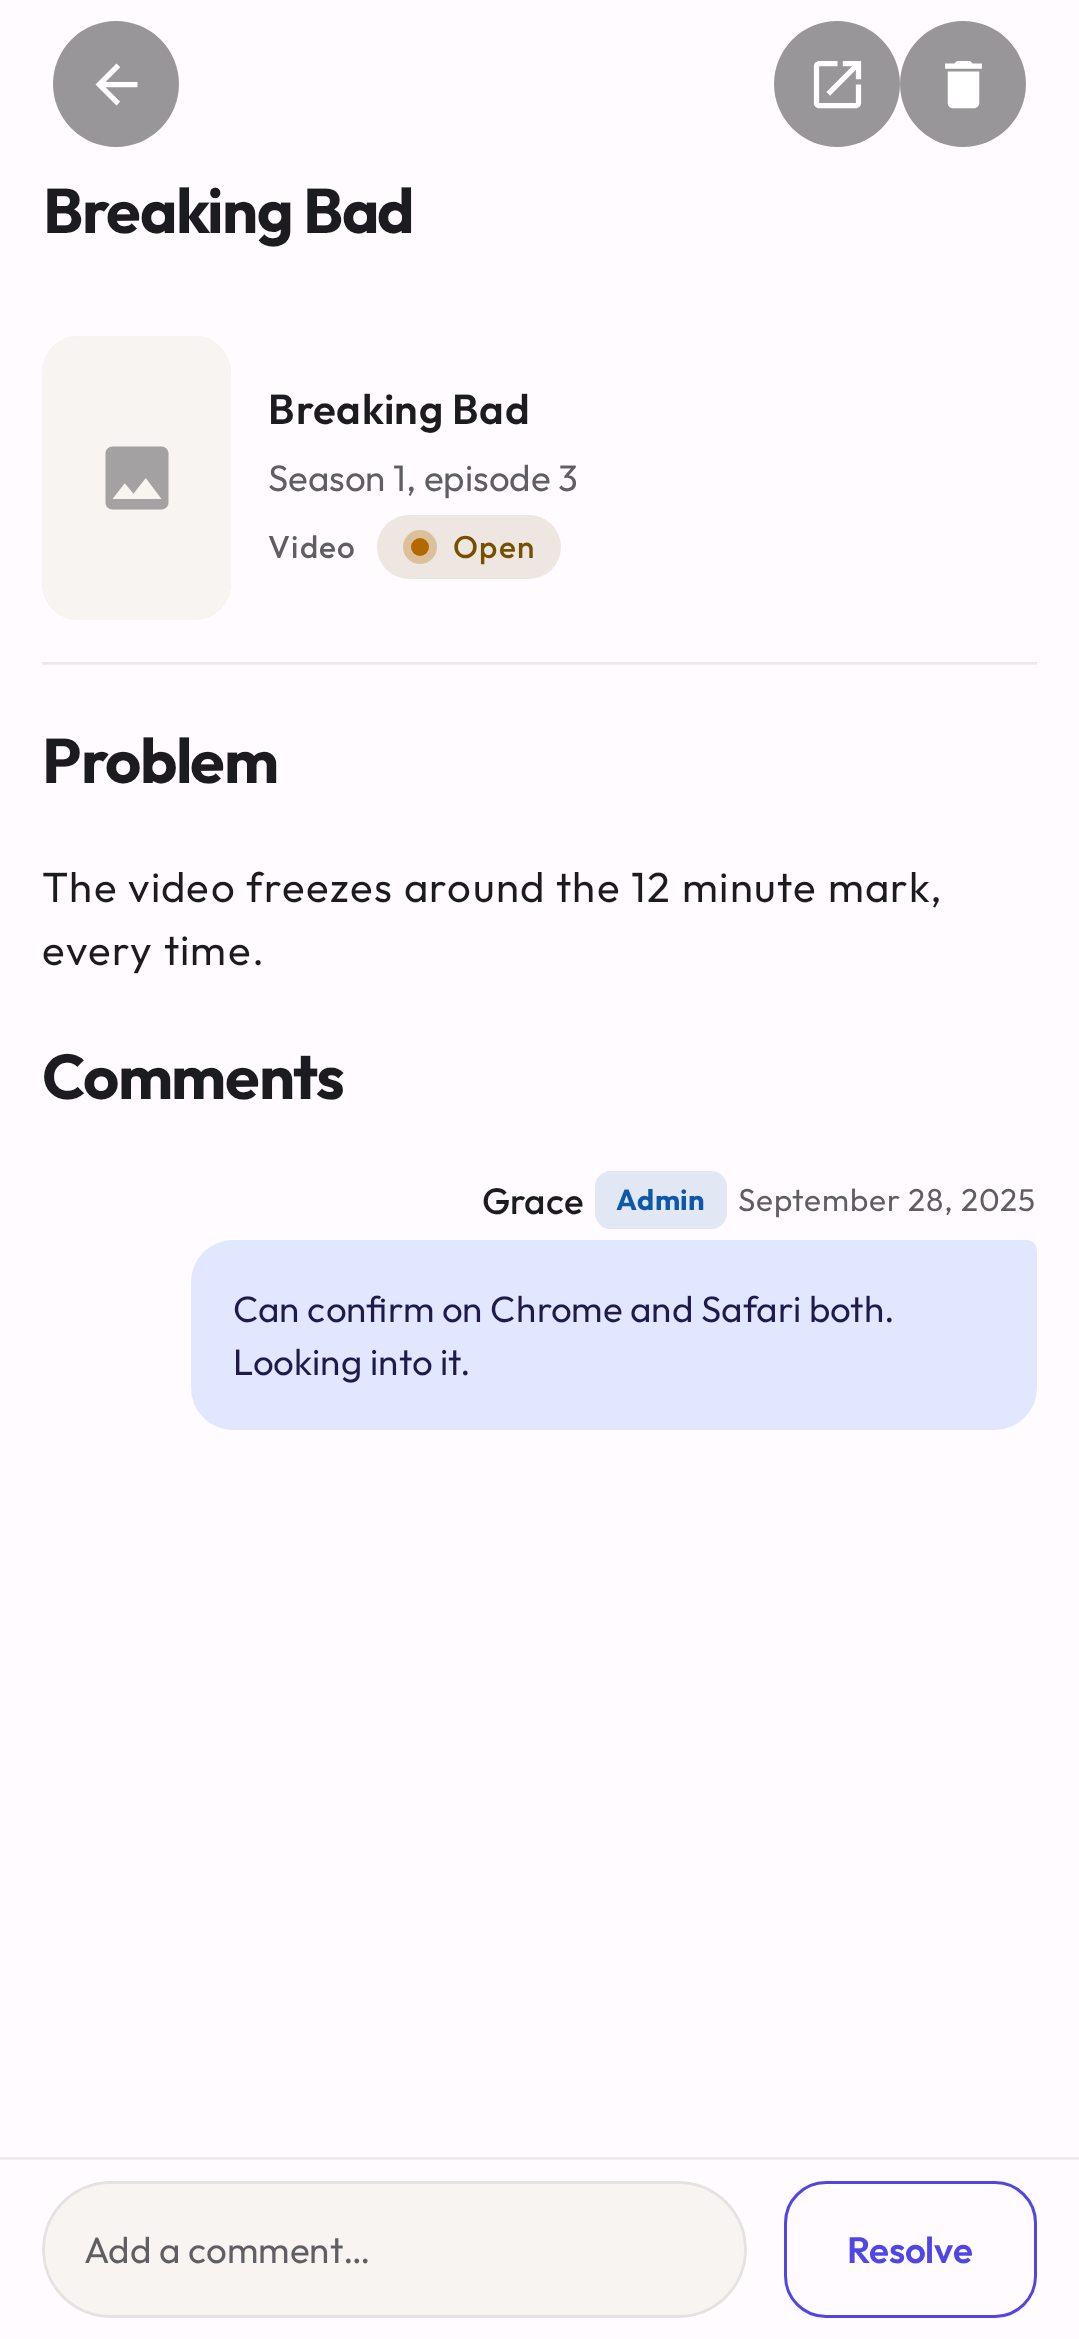 Breaking Bad
Breaking Bad
Season 1, episode 3
Video
Open
Problem
The video freezes around the 12 minute mark,
every time.
Comments
Grace Admin September 28, 2025
Can confirm on Chrome and Safari both.
Looking into it.
Add a comment…
Resolve